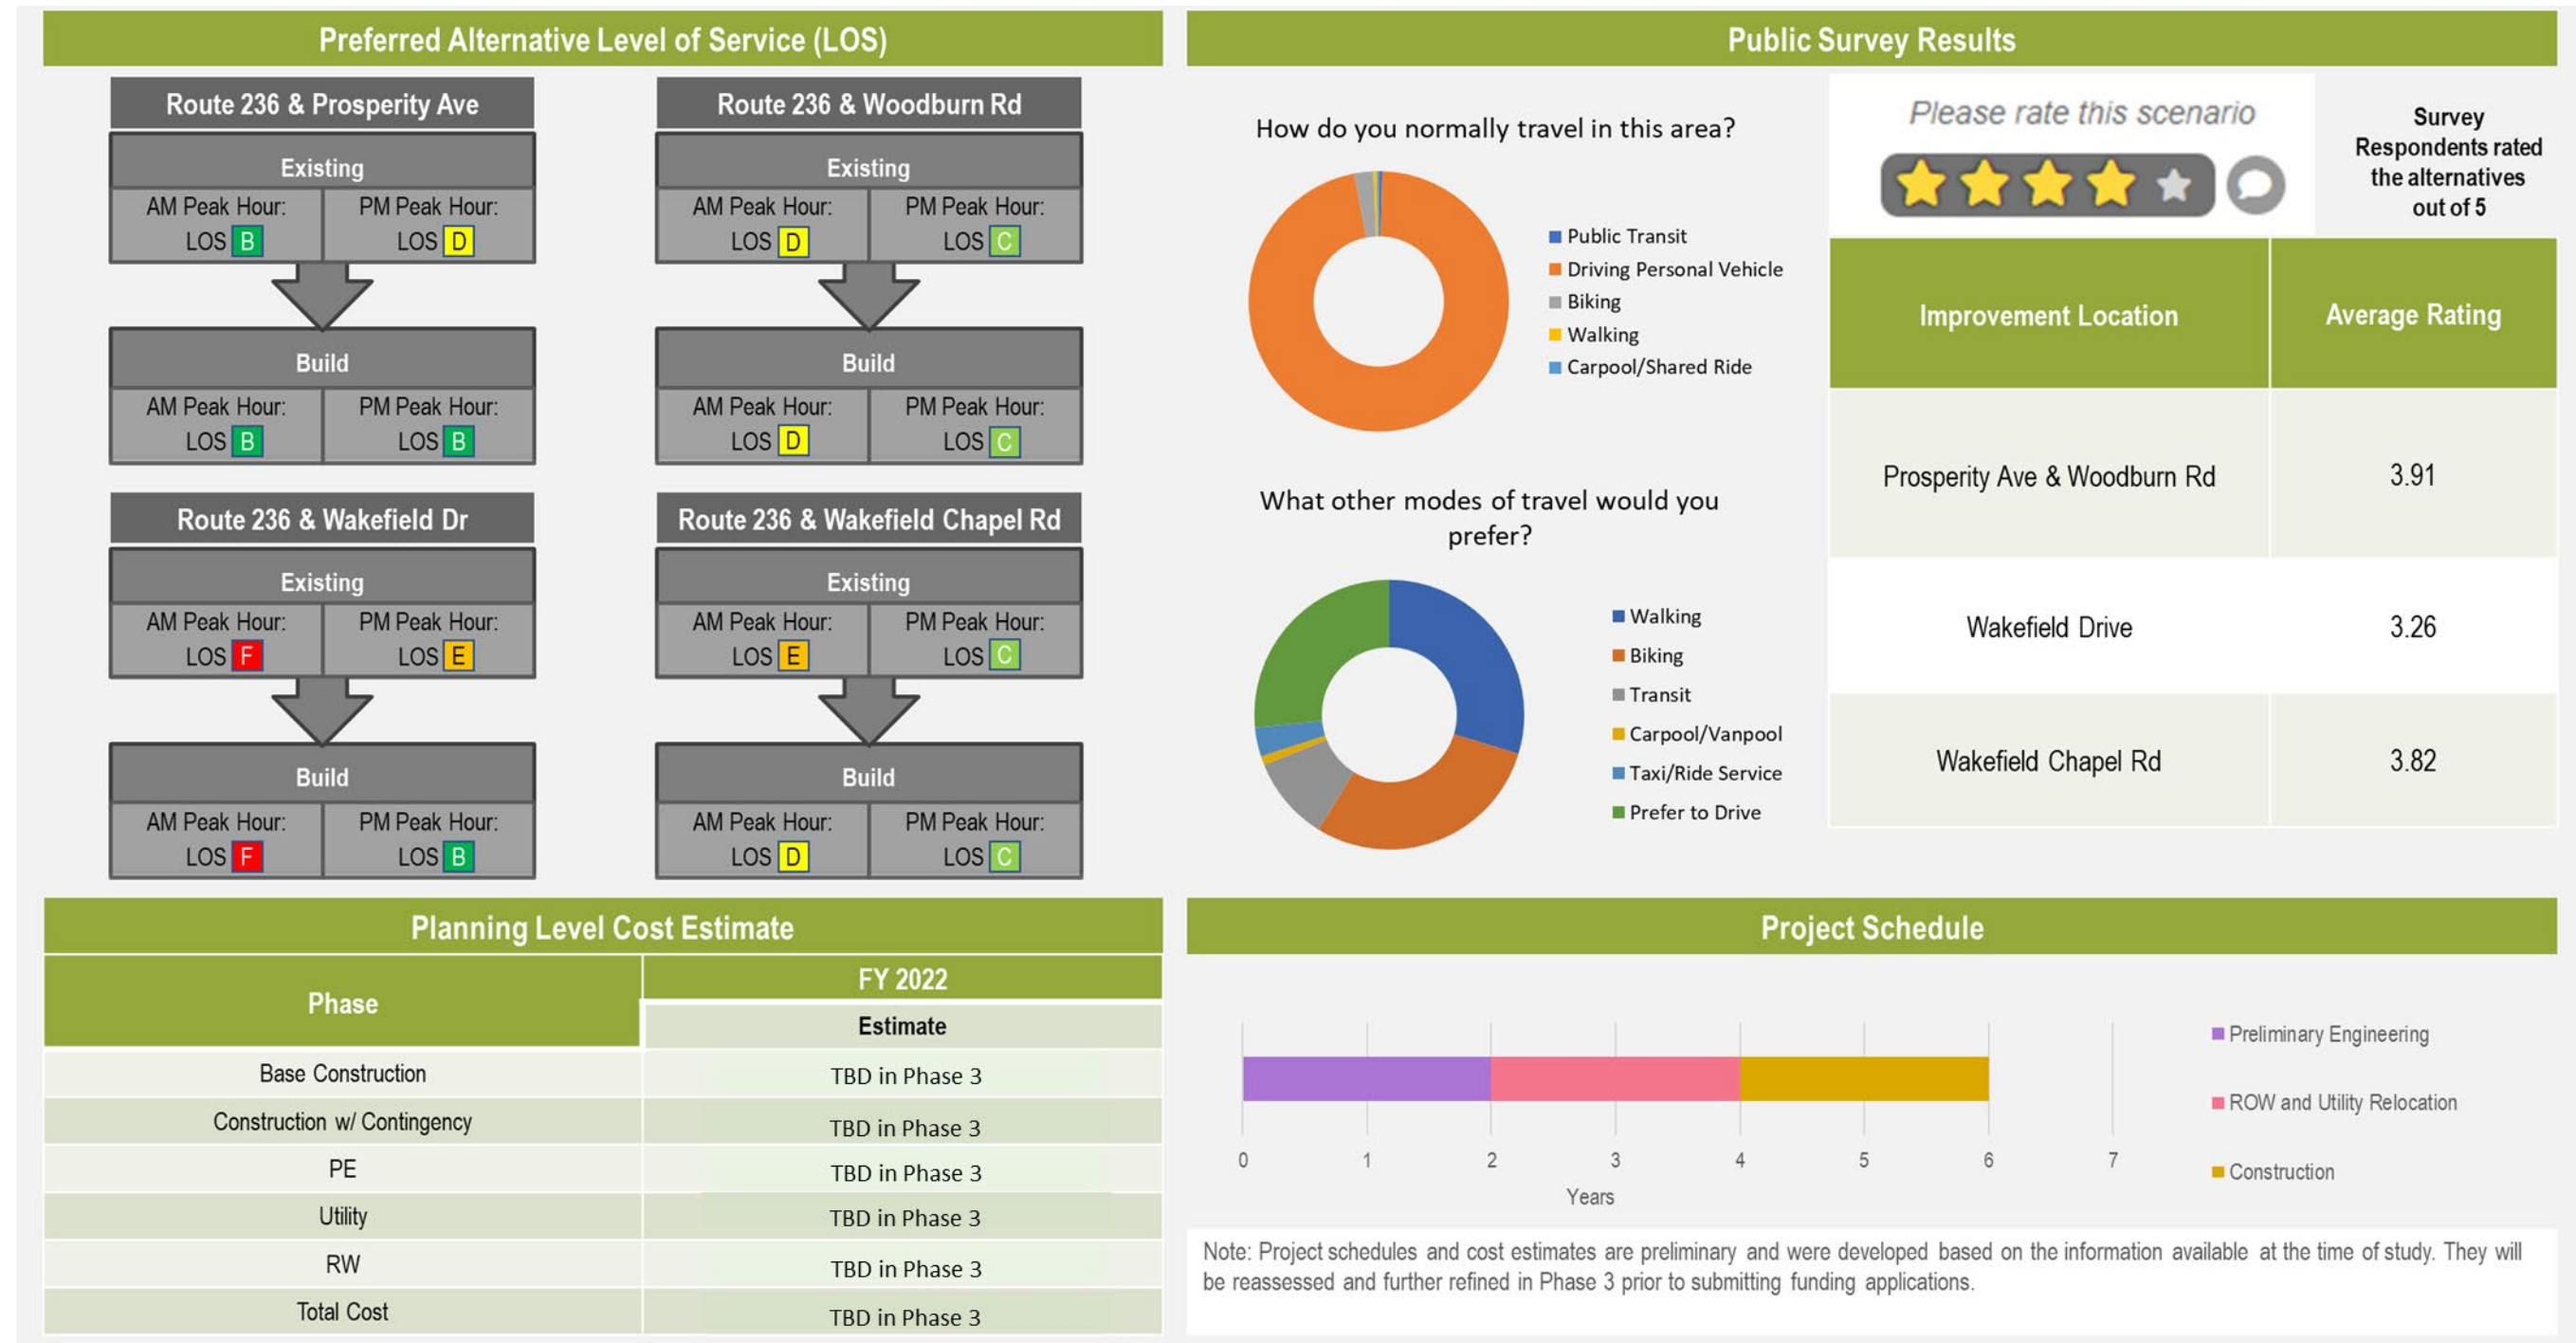 Preferred Alternative Level of Service (LOS)
Route 236 & Prosperity Ave
Existing
AM Peak Hour:
LOS B
PM Peak Hour:
LOS D
Build
AM Peak Hour:
LOS B
PM Peak Hour:
LOS B
Route 236 & Woodburn Rd
Existing
AM Peak Hour:
LOS D
PM Peak Hour:
LOS C
Build
AM Peak Hour:
LOS D
PM Peak Hour:
LOS C
Route 236 & Wakefield Dr
Existing
AM Peak Hour:
LOS F
PM Peak Hour:
LOS E
Build
AM Peak Hour:
LOS F
PM Peak Hour:
LOS B
Route 236 & Wakefield Chapel Rd
Existing
AM Peak Hour:
LOS E
PM Peak Hour:
LOS C
Build
AM Peak Hour:
LOS D
PM Peak Hour:
LOS C
Public Survey Results
How do you normally travel in this area?
Public Transit
Driving Personal Vehicle
Biking
Walking
Carpool/Shared Ride
What other modes of travel would you
prefer?
Walking
Biking
Transit
Carpool/Vanpool
Taxi/Ride Service
Prefer to Drive
Please rate this scenario
Survey
Respondents rated
the alternatives
out of 5
Improvement Location Average Rating
Prosperity Ave & Woodburn Rd 3.91
Wakefield Drive 3.26
Wakefield Chapel Rd 3.82
Planning Level Cost Estimate
Phase
FY 2022
Estimate
Base Construction TBD in Phase 3
Construction w/ Contingency TBD in Phase 3
PE TBD in Phase 3
Utility TBD in Phase 3
RW TBD in Phase 3
Total Cost TBD in Phase 3
Project Schedule
Preliminary Engineering
ROW and Utility Relocation
Construction
0 1 2 3 4 5 6 7
Years
Note: Project schedules and cost estimates are preliminary and were developed based on the information available at the time of study. They will
be reassessed and further refined in Phase 3 prior to submitting funding applications.